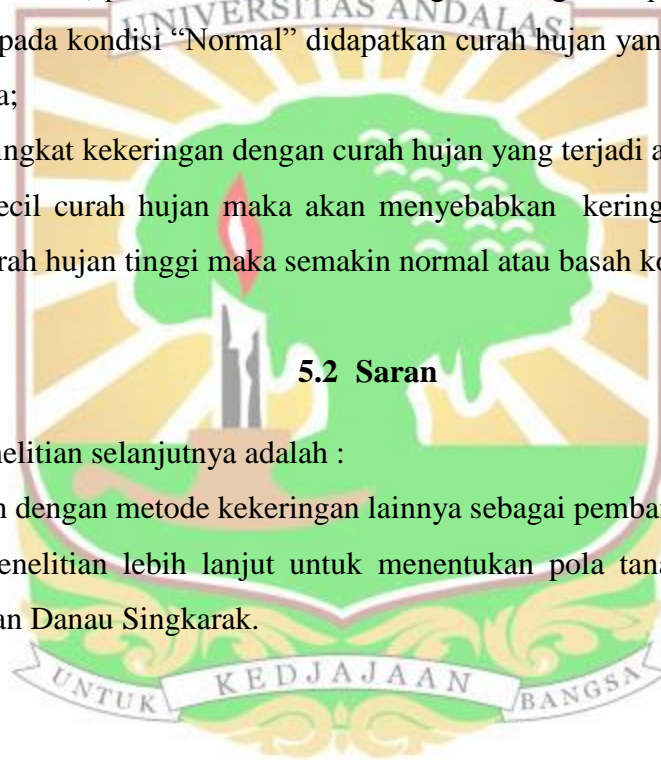 UNIVERSITAS ANDALAS
pada kondisi “Normal” didapatkan curah hujan yan
a;
ingkat kekeringan dengan curah hujan yang terjadi a
ecil curah hujan maka akan menyebabkan kering
rah hujan tinggi maka semakin normal atau basah ko
5.2 Saran
nelitian selanjutnya adalah :
n dengan metode kekeringan lainnya sebagai pemba
enelitian lebih lanjut untuk menentukan pola tana
an Danau Singkarak.
UNTUK KEDJAJAAN BANGSA